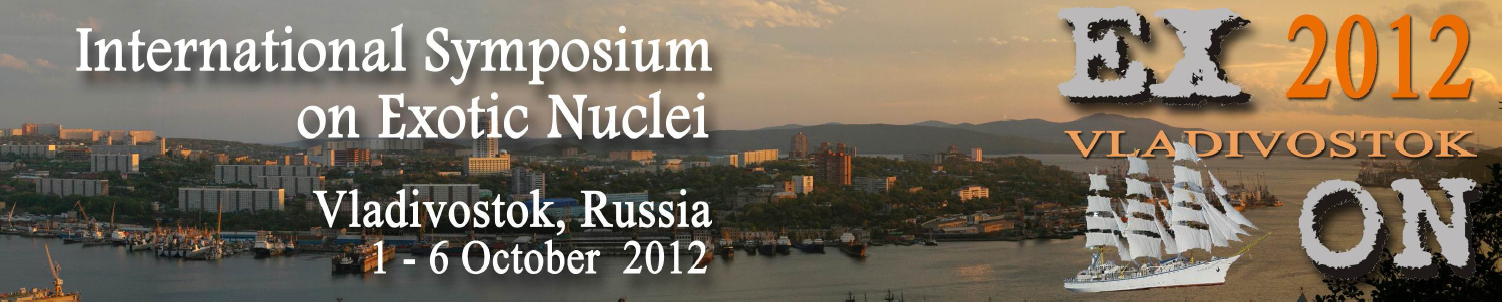 International Symposium
on Exotic Nuclei
Vladivostok, Russia
1 - 6 October 2012
EX 2012
VLADIVOSTOK
ON